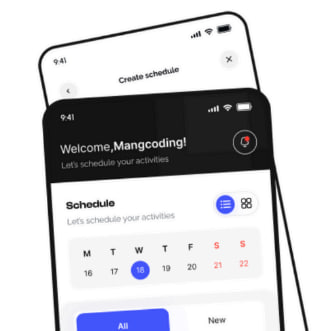 9:41
Create schedule
9:41
Welcome,Mangcoding!
Let's schedule your activities
Schedule
Let's schedule your activities
M T W T F S S
16 17 18 19 20 21 22
All New